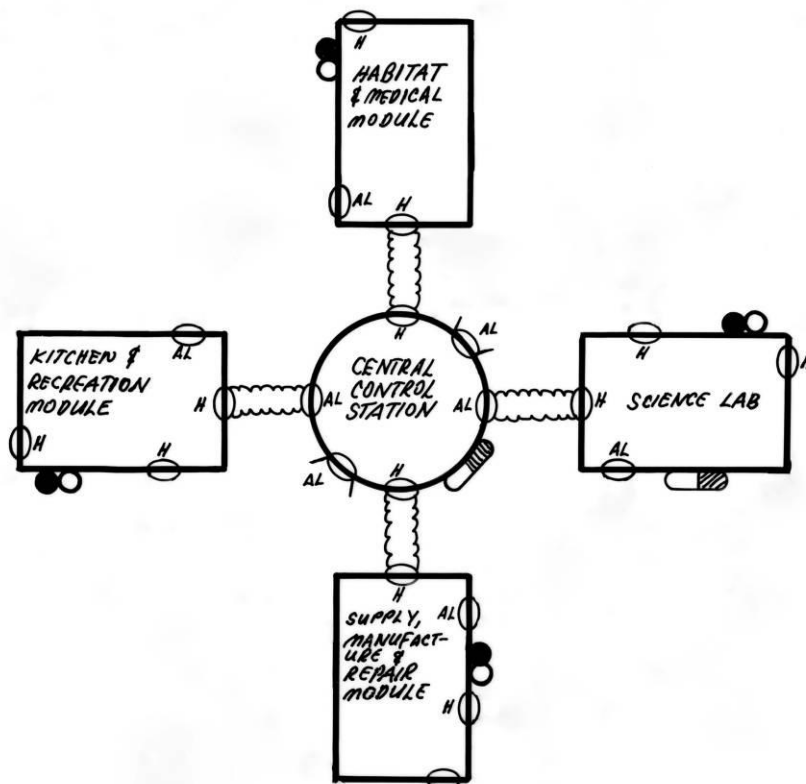 H
HABITAT
& MEDICAL
MODULE
AL
H
H
AL
KITCHEN &
RECREATION
MODULE
AL
H
H
H
CENTRAL
CONTROL
STATION
AL
AL
AL
H
H
SCIENCE LAB
H
AL
H
SUPPLY,
MANUFACT-
URE &
REPAIR
MODULE
AL
H